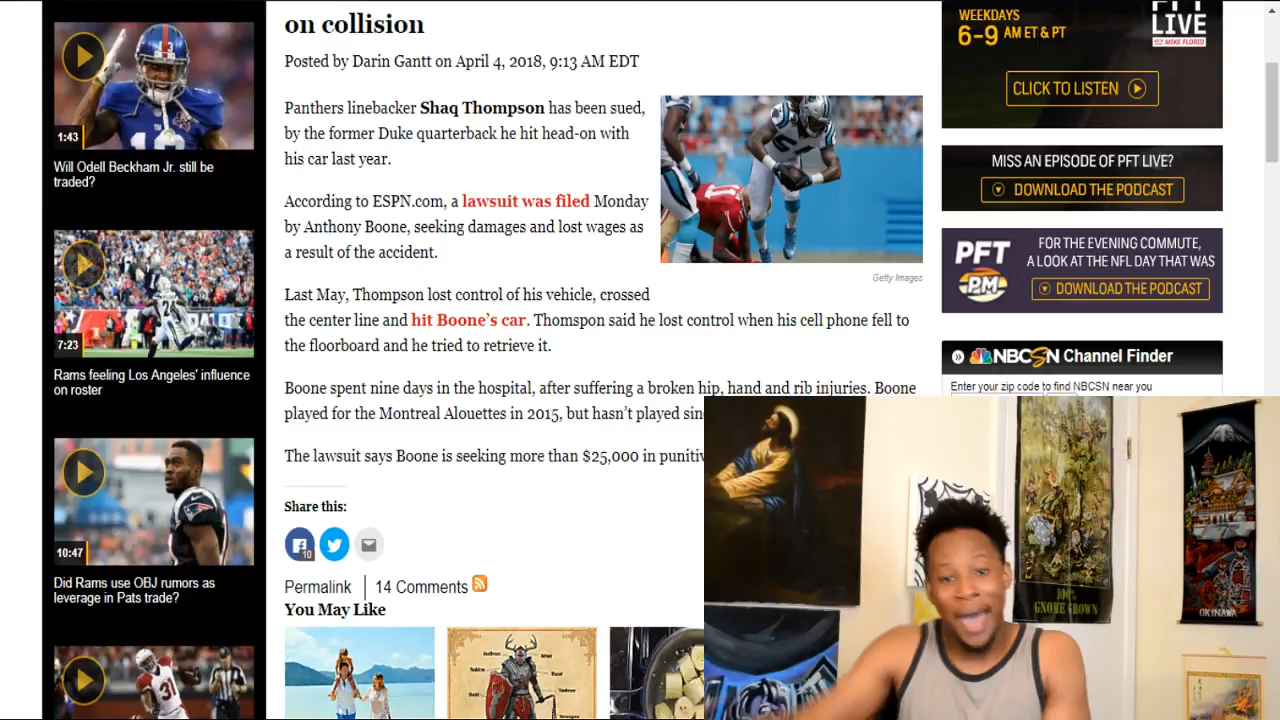 1:43
Will Odell Beckham Jr. still be
traded?
7:23
Rams feeling Los Angeles' influence
on roster
10:47
Did Rams use OBJ rumors as
leverage in Pats trade?
on collision
Posted by Darin Gantt on April 4, 2018, 9:13 AM EDT
Panthers linebacker Shaq Thompson has been sued,
by the former Duke quarterback he hit head-on with
his car last year.
According to ESPN.com, a lawsuit was filed Monday
by Anthony Boone, seeking damages and lost wages as
a result of the accident.
Getty Images
Last May, Thompson lost control of his vehicle, crossed
the center line and hit Boone's car. Thomspon said he lost control when his cell phone fell to
the floorboard and he tried to retrieve it.
Boone spent nine days in the hospital, after suffering a broken hip, hand and rib injuries. Boone
played for the Montreal Alouettes in 2015, but hasn't played sin
The lawsuit says Boone is seeking more than $25,000 in punitiv
Share this:
10
Permalink
14 Comments
You May Like
WEEKDAYS
6-9 AM ET & PT
LIVE
CLICK TO LISTEN
MISS AN EPISODE OF PFT LIVE?
DOWNLOAD THE PODCAST
PFT
PM
FOR THE EVENING COMMUTE,
A LOOK AT THE NFL DAY THAT WAS
DOWNLOAD THE PODCAST
NBCSN Channel Finder
Enter your zip code to find NBCSN near you
100%
GNOME GROWN
OKINAWA